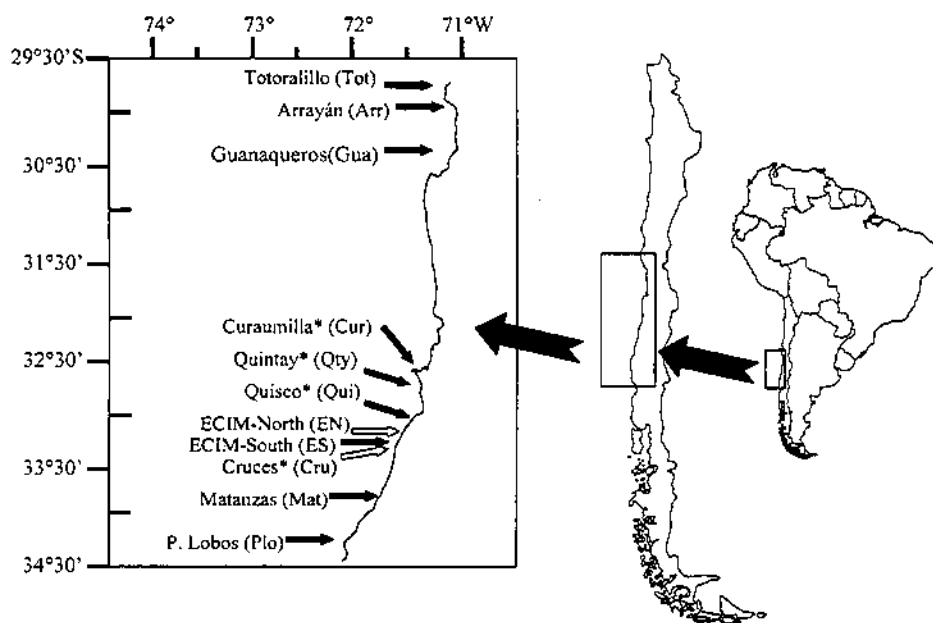 74° 73° 72° 71°W
29°30'S
Totoralillo (Tot)
Arrayán (Arr)
Guanaqueros(Gua)
30°30'
31°30'
Curaumilla* (Cur)
32°30'
Quintay* (Qty)
Quisco* (Qui)
ECIM-North (EN)
ECIM-South (ES)
33°30'
Cruces* (Cru)
Matanzas (Mat)
P. Lobos (Plo)
34°30'